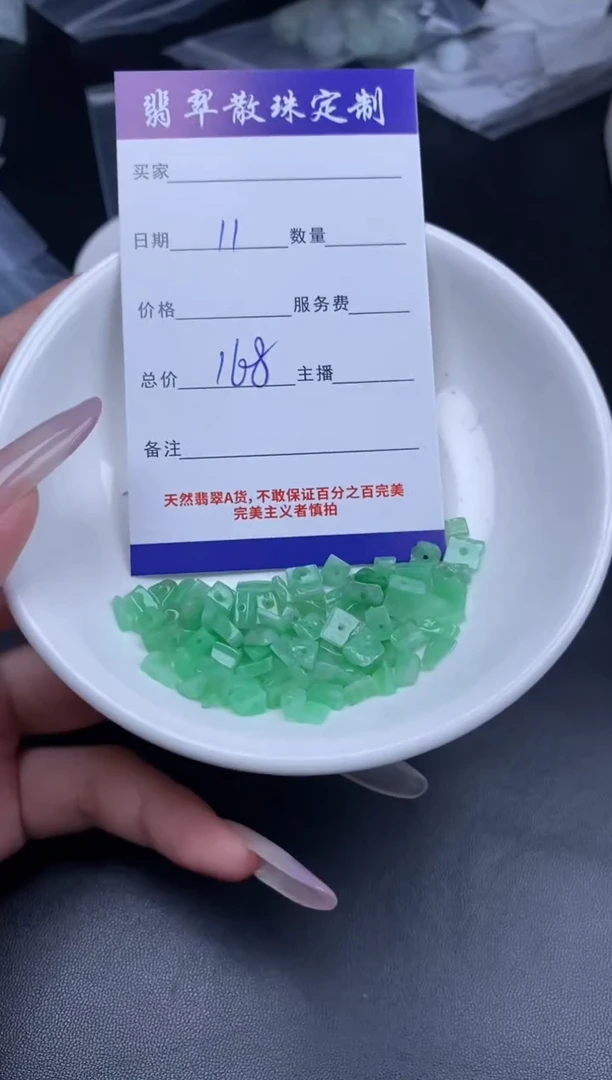 翡翠散珠定制
买家
日期 11 数量
价格 服务费
总价 168 主播
备注
天然翡翠A货，不敢保证百分之百完美
完美主义者慎拍